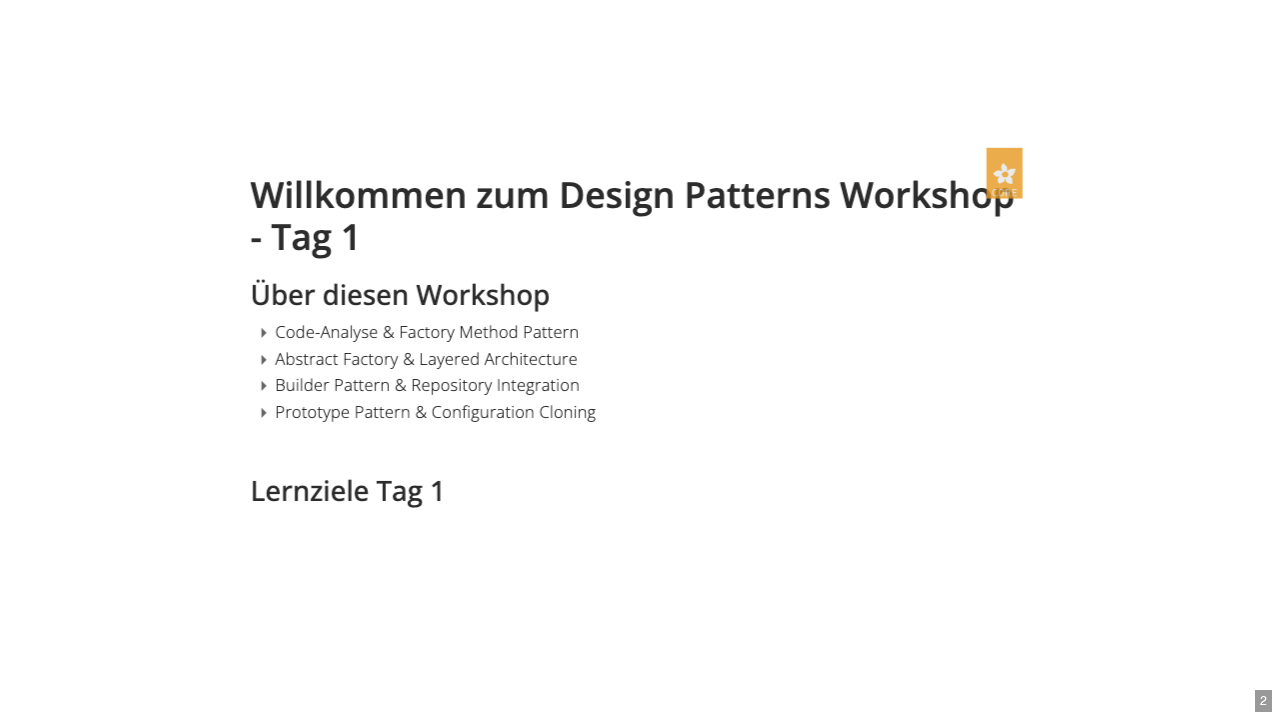 Willkommen zum Design Patterns Workshop
- Tag 1
Über diesen Workshop
Code-Analyse & Factory Method Pattern
Abstract Factory & Layered Architecture
Builder Pattern & Repository Integration
Prototype Pattern & Configuration Cloning
Lernziele Tag 1
2